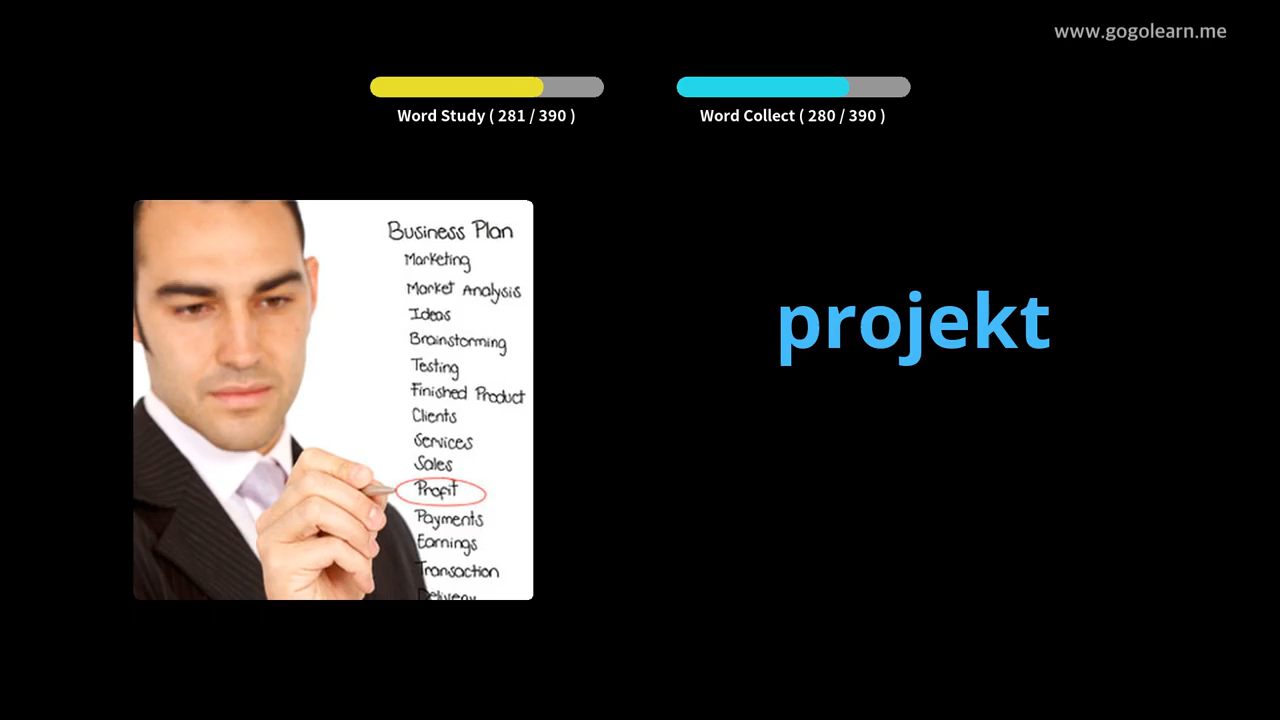 www.gogolearn.me
Word Study ( 281 / 390 )
Word Collect ( 280 / 390 )
Business Plan
Marketing
Market Analysis
Ideas
Brainstorming
Testing
Finished Product
Clients
Services
Sales
Profit
Payments
Earnings
Transaction
Delivery
projekt